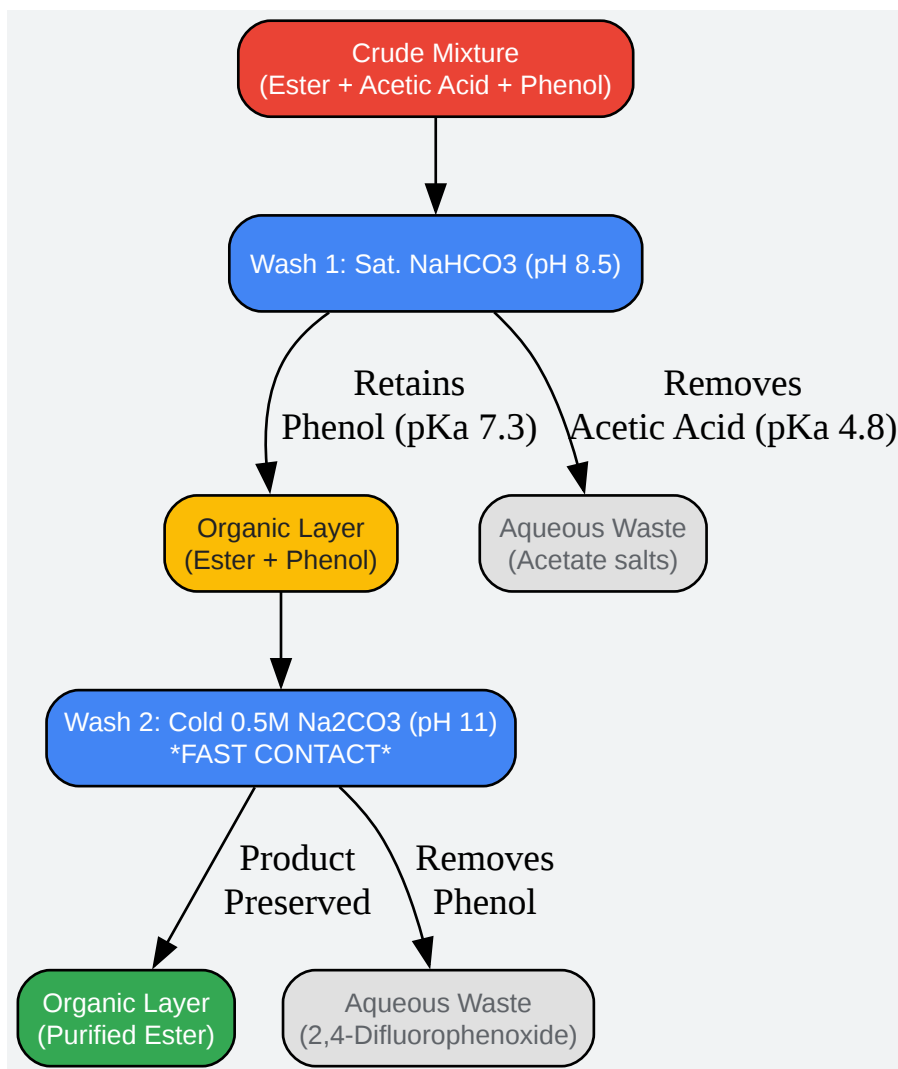 Crude Mixture
(Ester + Acetic Acid + Phenol)
Wash 1: Sat. NaHCO3 (pH 8.5)
Retains
Phenol (pKa 7.3)
Removes
Acetic Acid (pKa 4.8)
Organic Layer
(Ester + Phenol)
Aqueous Waste
(Acetate salts)
Wash 2: Cold 0.5M Na2CO3 (pH 11)
*FAST CONTACT*
Product
Preserved
Removes
Phenol
Organic Layer
(Purified Ester)
Aqueous Waste
(2,4-Difluorophenoxide)